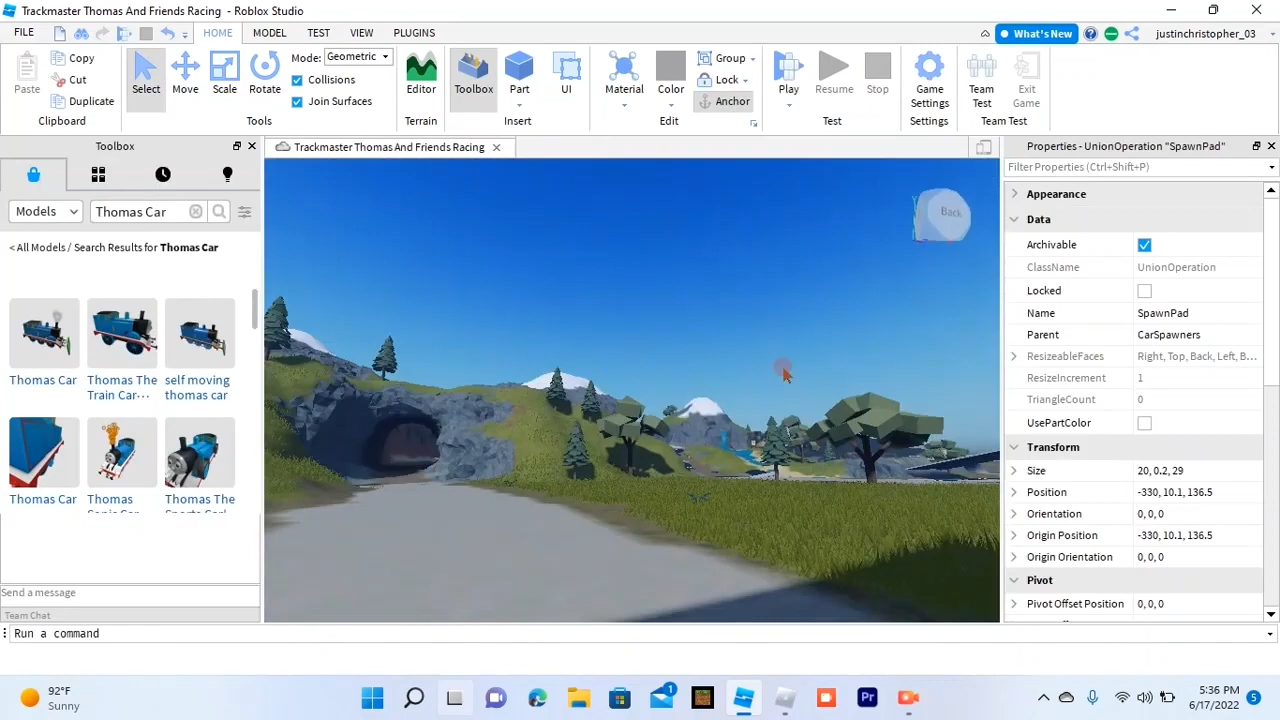 Trackmaster Thomas And Friends Racing - Roblox Studio
FILE HOME MODEL TEST VIEW PLUGINS What's New justinchristopher_03
Paste Copy Cut Duplicate
Clipboard
Select Move Scale Rotate
Mode: Geometric
Collisions
Join Surfaces
Tools
Editor
Terrain
Toolbox Part UI
Insert
Material Color
Group
Lock
Anchor
Edit
Play Resume Stop
Test
Game Settings
Settings
Team Test Exit Game
Team Test
Toolbox
Models Thomas Car
< All Models / Search Results for Thomas Car
Thomas Car
Thomas The Train Car...
self moving thomas car
Thomas Car
Thomas
Thomas The
Send a message
Team Chat
Trackmaster Thomas And Friends Racing
Back
Properties - UnionOperation "SpawnPad"
Filter Properties (Ctrl+Shift+P)
Appearance
Data
Archivable
ClassName UnionOperation
Locked
Name SpawnPad
Parent CarSpawners
ResizeableFaces Right, Top, Back, Left, B...
ResizeIncrement 1
TriangleCount 0
UsePartColor
Transform
Size 20, 0.2, 29
Position -330, 10.1, 136.5
Orientation 0, 0, 0
Origin Position -330, 10.1, 136.5
Origin Orientation 0, 0, 0
Pivot
Pivot Offset Position 0, 0, 0
Run a command
92°F
Sunny
1
Pr
5:36 PM
6/17/2022
5